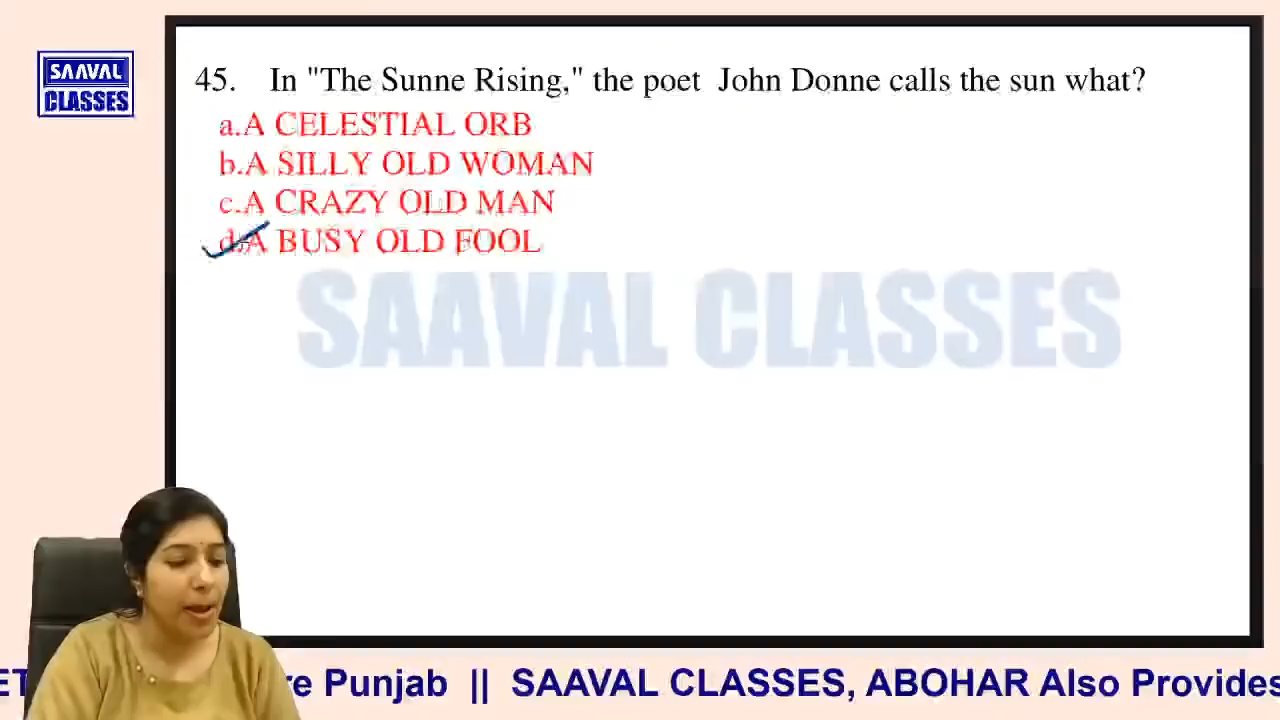 SAAVAL
CLASSES
45. In "The Sunne Rising," the poet John Donne calls the sun what?
a.A CELESTIAL ORB
b.A SILLY OLD WOMAN
c.A CRAZY OLD MAN
d.A BUSY OLD FOOL
SAAVAL CLASSES
re Punjab || SAAVAL CLASSES, ABOHAR Also Provides